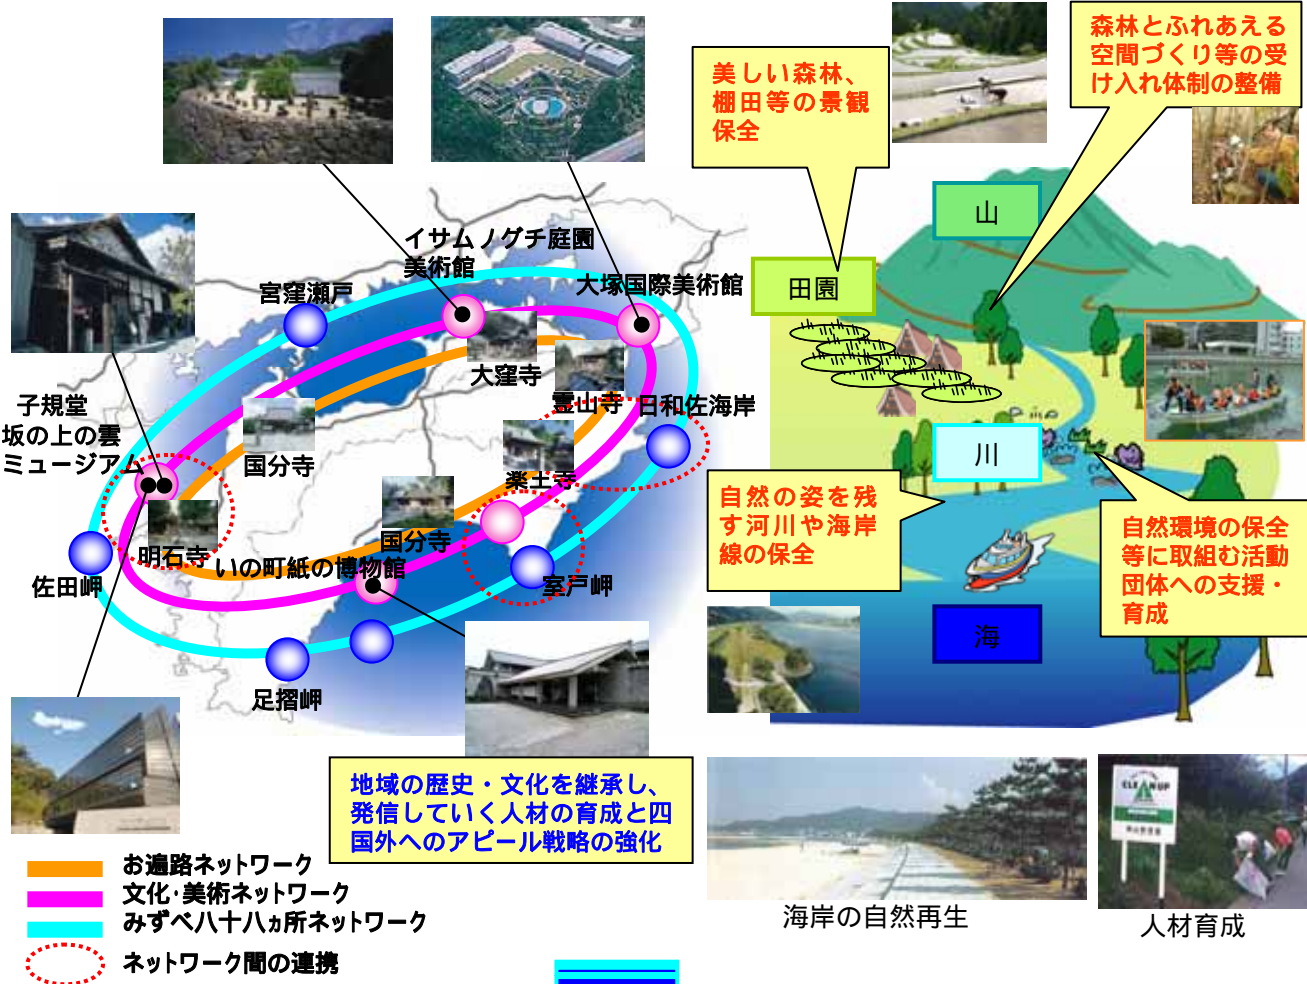 美しい森林、
棚田等の景観
保全
森林とふれあえる
空間づくり等の受
け入れ体制の整備
山
田園
川
海
自然の姿を残
す河川や海岸
線の保全
自然環境の保全
等に取組む活動
団体への支援・
育成
イサムノグチ庭園
美術館
大塚国際美術館
宮窪瀬戸
大窪寺
霊山寺
日和佐海岸
子規堂
坂の上の雲
ミュージアム
国分寺
薬王寺
国分寺
明石寺
いの町紙の博物館
佐田岬
室戸岬
足摺岬
地域の歴史・文化を継承し、
発信していく人材の育成と四
国外へのアピール戦略の強化
お遍路ネットワーク
文化・美術ネットワーク
みずべ八十八ヵ所ネットワーク
ネットワーク間の連携
CLEAN UP
海岸の自然再生
人材育成